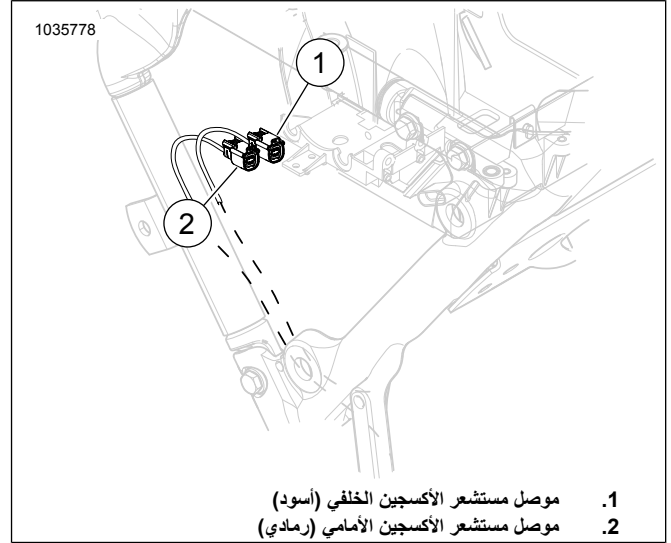 1035778
1
2
1. موصل مستشعر الأكسجين الخلفي (أسود)
2. موصل مستشعر الأكسجين الأمامي (رمادي)